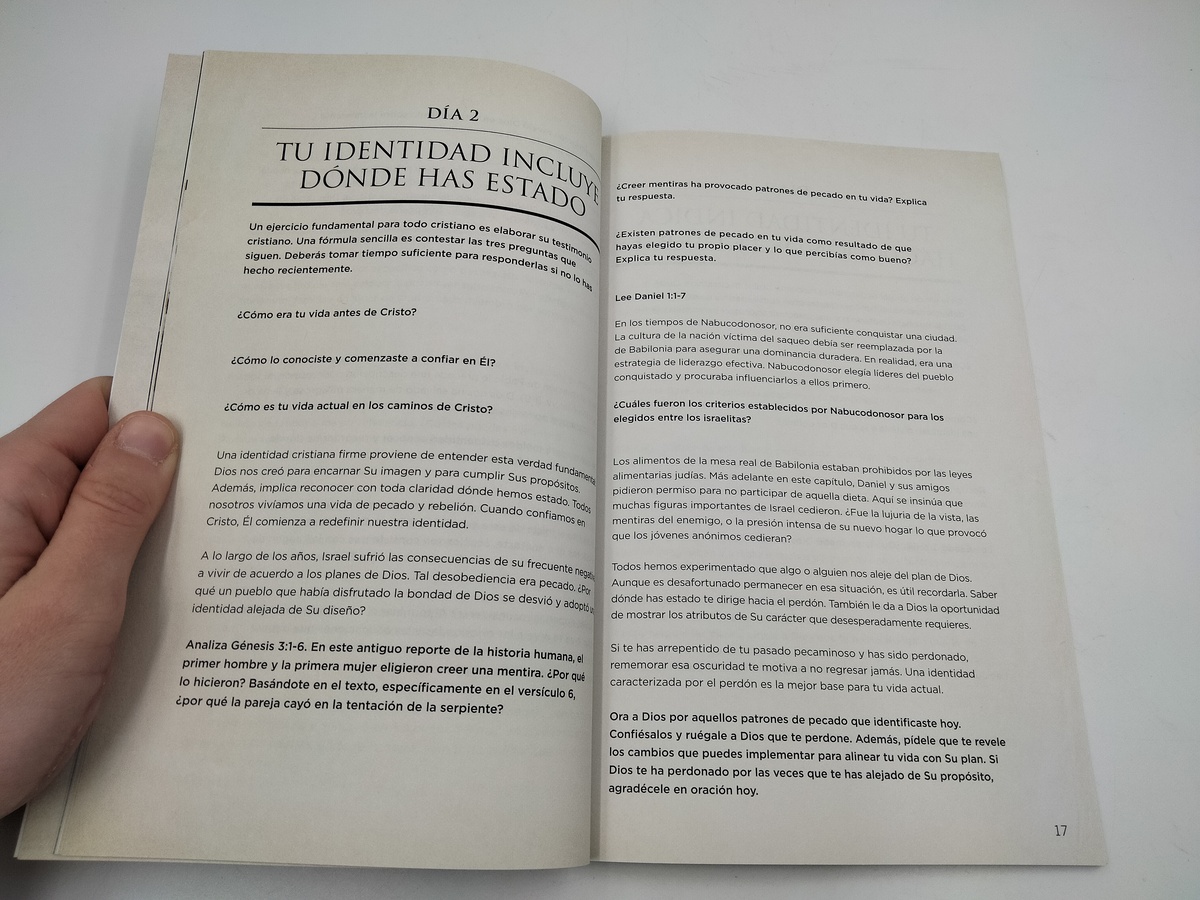 DÍA 2
TU IDENTIDAD INCLUYE
DÓNDE HAS ESTADO
Un ejercicio fundamental para todo cristiano es elaborar su testimonio
cristiano. Una fórmula sencilla es contestar las tres preguntas que
siguen. Deberás tomar tiempo suficiente para responderlas si no lo has
hecho recientemente.
¿Cómo era tu vida antes de Cristo?
¿Cómo lo conociste y comenzaste a confiar en Él?
¿Cómo es tu vida actual en los caminos de Cristo?
Una identidad cristiana firme proviene de entender esta verdad
Dios nos creó para encarnar Su imagen y para cumplir Sus propósitos.
Además, implica reconocer con toda claridad dónde hemos estado. Todos
nosotros vivíamos una vida de pecado y rebelión. Cuando confiamos en
Cristo, Él comienza a redefinir nuestra identidad.
A lo largo de los años, Israel sufrió las consecuencias de su frecuente
a vivir de acuerdo a los planes de Dios. Tal desobediencia era pecado. ¿Por
qué un pueblo que había disfrutado la bondad de Dios se desvió y adoptó
identidad alejada de Su diseño?
Analiza Génesis 3:1-6. En este antiguo reporte de la historia humana, el
primer hombre y la primera mujer eligieron creer una mentira. ¿Por qué
lo hicieron? Basándote en el texto, específicamente en el versículo 6,
¿por qué la pareja cayó en la tentación de la serpiente?
¿Creer mentiras ha provocado patrones de pecado en tu vida? Explica
tu respuesta.
¿Existen patrones de pecado en tu vida como resultado de que
hayas elegido tu propio placer y lo que percibías como bueno?
Explica tu respuesta.
Lee Daniel 1:1-7
En los tiempos de Nabucodonosor, no era suficiente conquistar una ciudad.
La cultura de la nación víctima del saqueo debía ser reemplazada por la
de Babilonia para asegurar una dominancia duradera. En realidad, era una
estrategia de liderazgo efectiva. Nabucodonosor elegía líderes del pueblo
conquistado y procuraba influenciarlos a ellos primero.
¿Cuáles fueron los criterios establecidos por Nabucodonosor para los
elegidos entre los israelitas?
Los alimentos de la mesa real de Babilonia estaban prohibidos por las leyes
alimentarias judías. Más adelante en este capítulo, Daniel y sus amigos
pidieron permiso para no participar de aquella dieta. Aquí se insinúa que
muchas figuras importantes de Israel cedieron. ¿Fue la lujuria de la vista, las
mentiras del enemigo, o la presión intensa de su nuevo hogar lo que provocó
que los jóvenes anónimos cedieran?
Todos hemos experimentado que algo o alguien nos aleje del plan de Dios.
Aunque es desafortunado permanecer en esa situación, es útil recordarla. Saber
dónde has estado te dirige hacia el perdón. También le da a Dios la oportunidad
de mostrar los atributos de Su carácter que desesperadamente requieres.
Si te has arrepentido de tu pasado pecaminoso y has sido perdonado,
rememorar esa oscuridad te motiva a no regresar jamás. Una identidad
caracterizada por el perdón es la mejor base para tu vida actual.
Ora a Dios por aquellos patrones de pecado que identificaste hoy.
Confiésalos y ruégale a Dios que te perdone. Además, pídele que te revele
los cambios que puedes implementar para alinear tu vida con Su plan. Si
Dios te ha perdonado por las veces que te has alejado de Su propósito,
agradécele en oración hoy.
17